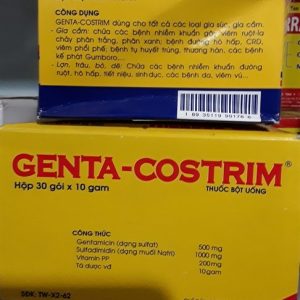 CÔNG DỤNG
GENTA-COSTRIM dùng cho tất cả các loại gia súc, gia cầm.
- Gia cầm: chữa các bệnh nhiễm khuẩn gây viêm ruột-ỉa
chảy phân trắng, phân xanh; bệnh đường hô hấp, CRD,
viêm phổi phế; bệnh tụ huyết trùng, thương hàn, các bệnh
kế phát Gumboro...
- Lợn, trâu, bò, dê: Chữa các bệnh nhiễm khuẩn đường
ruột, hô hấp, tiết niệu, sinh dục, các bệnh da, viêm vú...
GENTA-COSTRIM®
Hộp 30 gói x 10 gam
THUỐC BỘT UỐNG
CÔNG THỨC
Gentamicin (dạng sulfat) 500 mg
Sulfadimidin (dạng muối Natri) 1000 mg
Vitamin PP 200 mg
Tá dược vđ 10gam
SĐK: TW-X2-62